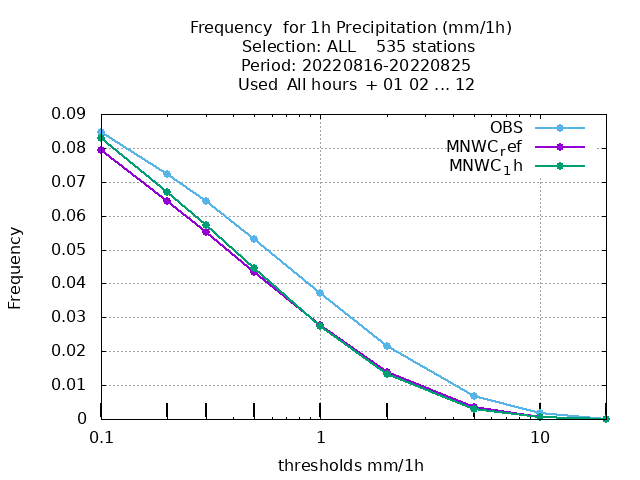 Frequency  for 1h Precipitation (mm/1h)
Selection: ALL    535 stations
Period: 20220816-20220825
Used  All hours  + 01 02 ... 12
0.09
0.08
0.07
0.06
0.05
0.04
0.03
0.02
0.01
0
Frequency
OBS
MNWCref
MNWC1h
0.1 1 10
thresholds mm/1h